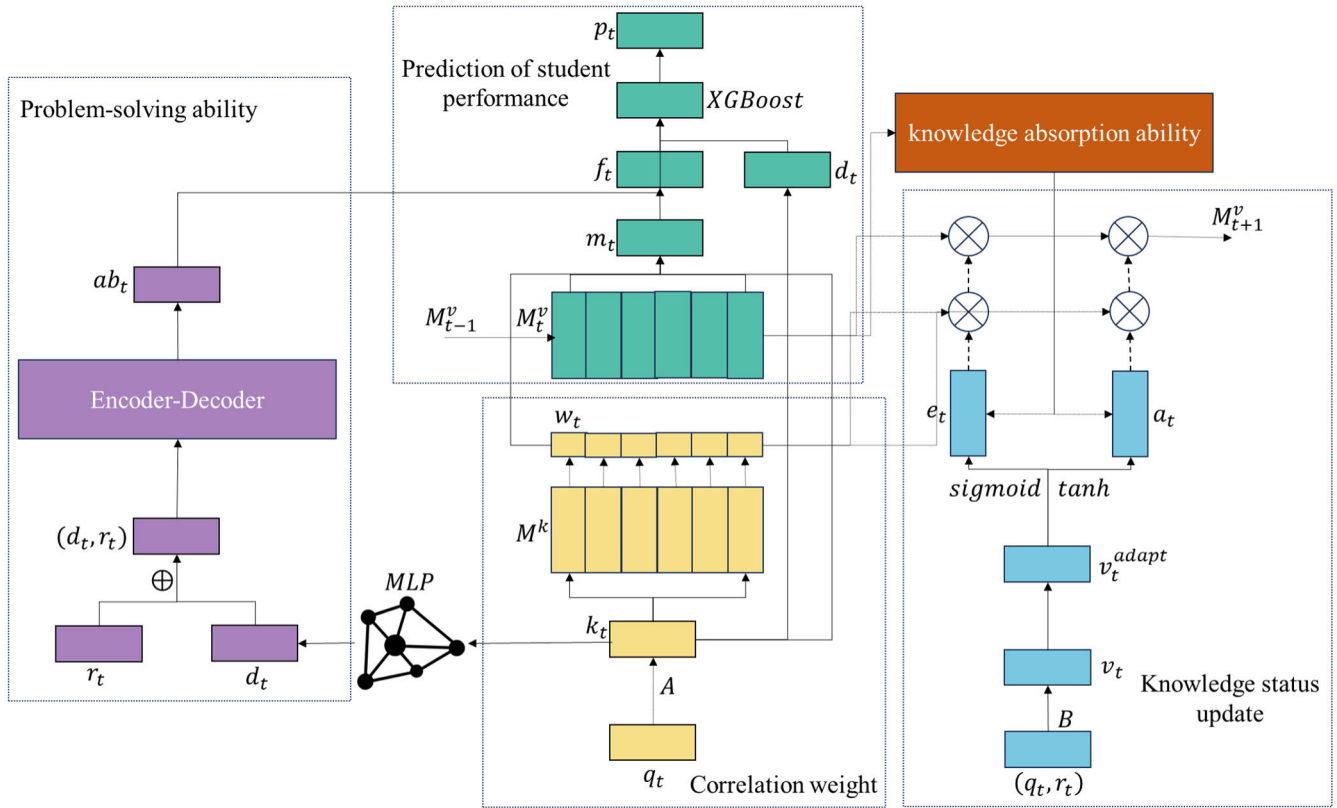 Problem-solving ability
ab_t
Encoder-Decoder
(d_t, r_t)
⊕
r_t
d_t
MLP
p_t
Prediction of student
performance
XGBoost
f_t
d_t
m_t
M^v_{t-1}
M^v_t
w_t
M^k
k_t
A
q_t
Correlation weight
knowledge absorption ability
M^v_{t+1}
e_t
a_t
sigmoid
tanh
v_t^{adapt}
v_t
B
(q_t, r_t)
Knowledge status
update